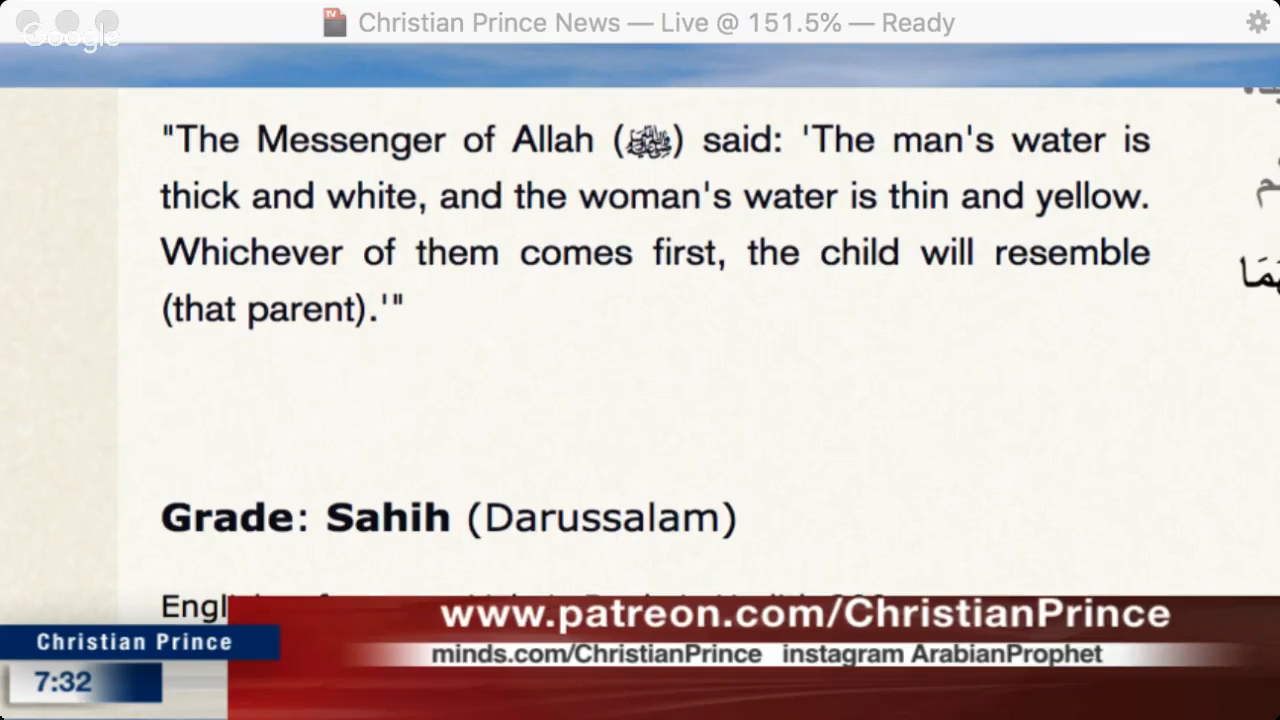 Christian Prince News — Live @ 151.5% — Ready
Google
"The Messenger of Allah (ﷺ) said: 'The man's water is
thick and white, and the woman's water is thin and yellow.
Whichever of them comes first, the child will resemble
(that parent).'"
هُمَا
Grade: Sahih (Darussalam)
www.patreon.com/ChristianPrince
Christian Prince
minds.com/ChristianPrince instagram ArabianProphet
7:32